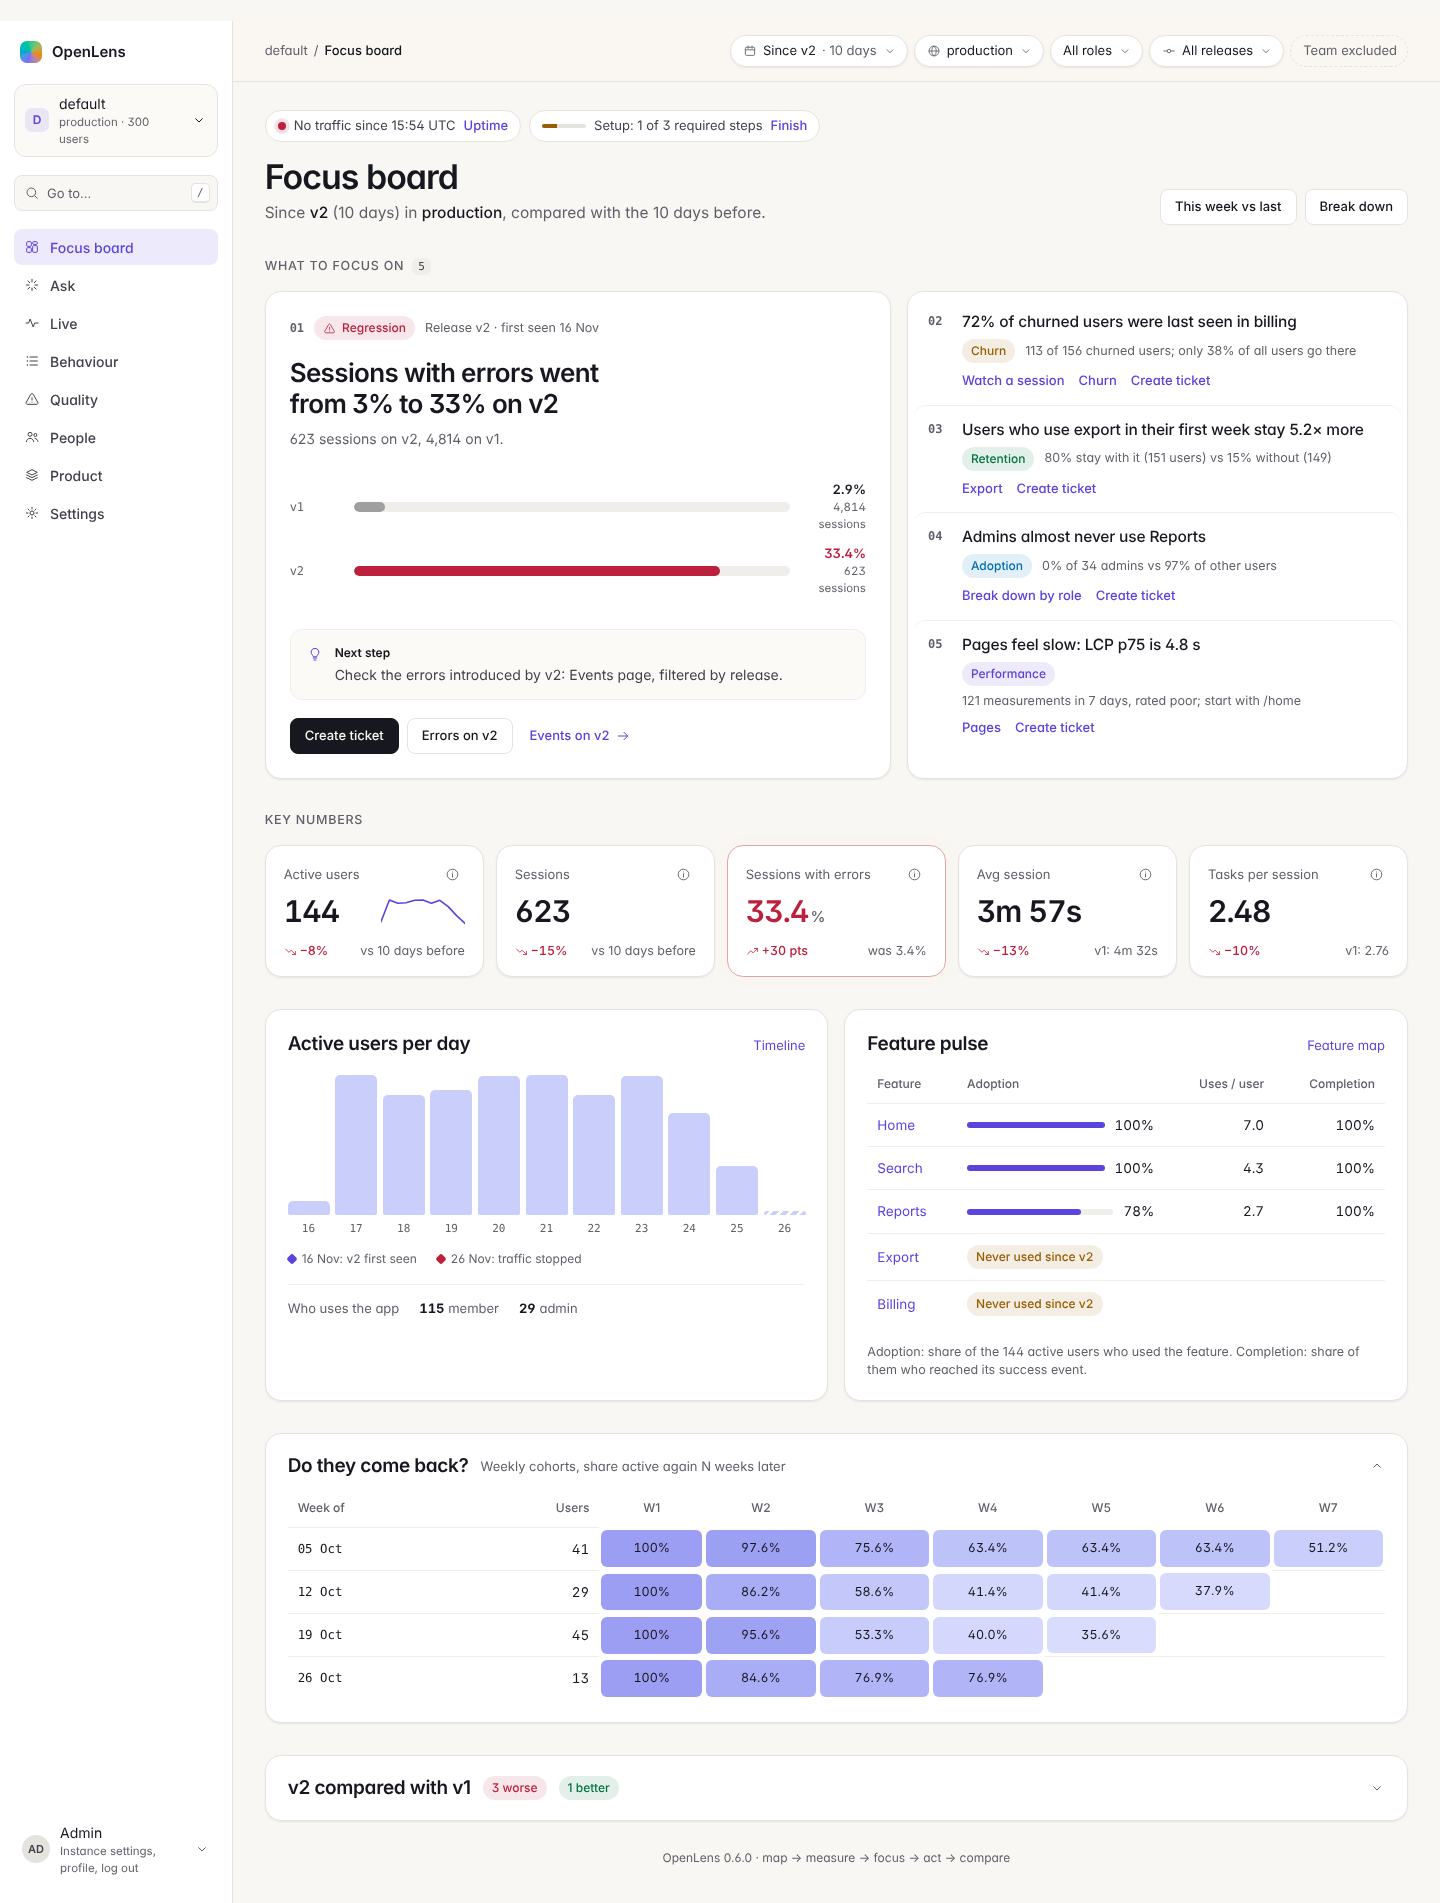 OpenLens
D
default
production · 300
users
Go to...
/
Focus board
Ask
Live
Behaviour
Quality
People
Product
Settings
AD
Admin
Instance settings,
profile, log out
default / Focus board
Since v2 · 10 days
production
All roles
All releases
Team excluded
No traffic since 15:54 UTC Uptime
Setup: 1 of 3 required steps Finish
Focus board
Since v2 (10 days) in production, compared with the 10 days before.
This week vs last
Break down
WHAT TO FOCUS ON 5
01 Regression Release v2 · first seen 16 Nov
Sessions with errors went
from 3% to 33% on v2
623 sessions on v2, 4,814 on v1.
v1
2.9%
4,814
sessions
v2
33.4%
623
sessions
Next step
Check the errors introduced by v2: Events page, filtered by release.
Create ticket
Errors on v2
Events on v2 →
02 72% of churned users were last seen in billing
Churn 113 of 156 churned users; only 38% of all users go there
Watch a session Churn Create ticket
03 Users who use export in their first week stay 5.2× more
Retention 80% stay with it (151 users) vs 15% without (149)
Export Create ticket
04 Admins almost never use Reports
Adoption 0% of 34 admins vs 97% of other users
Break down by role Create ticket
05 Pages feel slow: LCP p75 is 4.8 s
Performance
121 measurements in 7 days, rated poor; start with /home
Pages Create ticket
KEY NUMBERS
Active users
144
−8% vs 10 days before
Sessions
623
−15% vs 10 days before
Sessions with errors
33.4%
+30 pts was 3.4%
Avg session
3m 57s
−13% v1: 4m 32s
Tasks per session
2.48
−10% v1: 2.76
Active users per day
Timeline
16 17 18 19 20 21 22 23 24 25 26
16 Nov: v2 first seen 26 Nov: traffic stopped
Who uses the app 115 member 29 admin
Feature pulse
Feature map
Feature Adoption Uses / user Completion
Home 100% 7.0 100%
Search 100% 4.3 100%
Reports 78% 2.7 100%
Export Never used since v2
Billing Never used since v2
Adoption: share of the 144 active users who used the feature. Completion: share of
them who reached its success event.
Do they come back? Weekly cohorts, share active again N weeks later
Week of Users W1 W2 W3 W4 W5 W6 W7
05 Oct 41 100% 97.6% 75.6% 63.4% 63.4% 63.4% 51.2%
12 Oct 29 100% 86.2% 58.6% 41.4% 41.4% 37.9%
19 Oct 45 100% 95.6% 53.3% 40.0% 35.6%
26 Oct 13 100% 84.6% 76.9% 76.9%
v2 compared with v1 3 worse 1 better
OpenLens 0.6.0 · map → measure → focus → act → compare